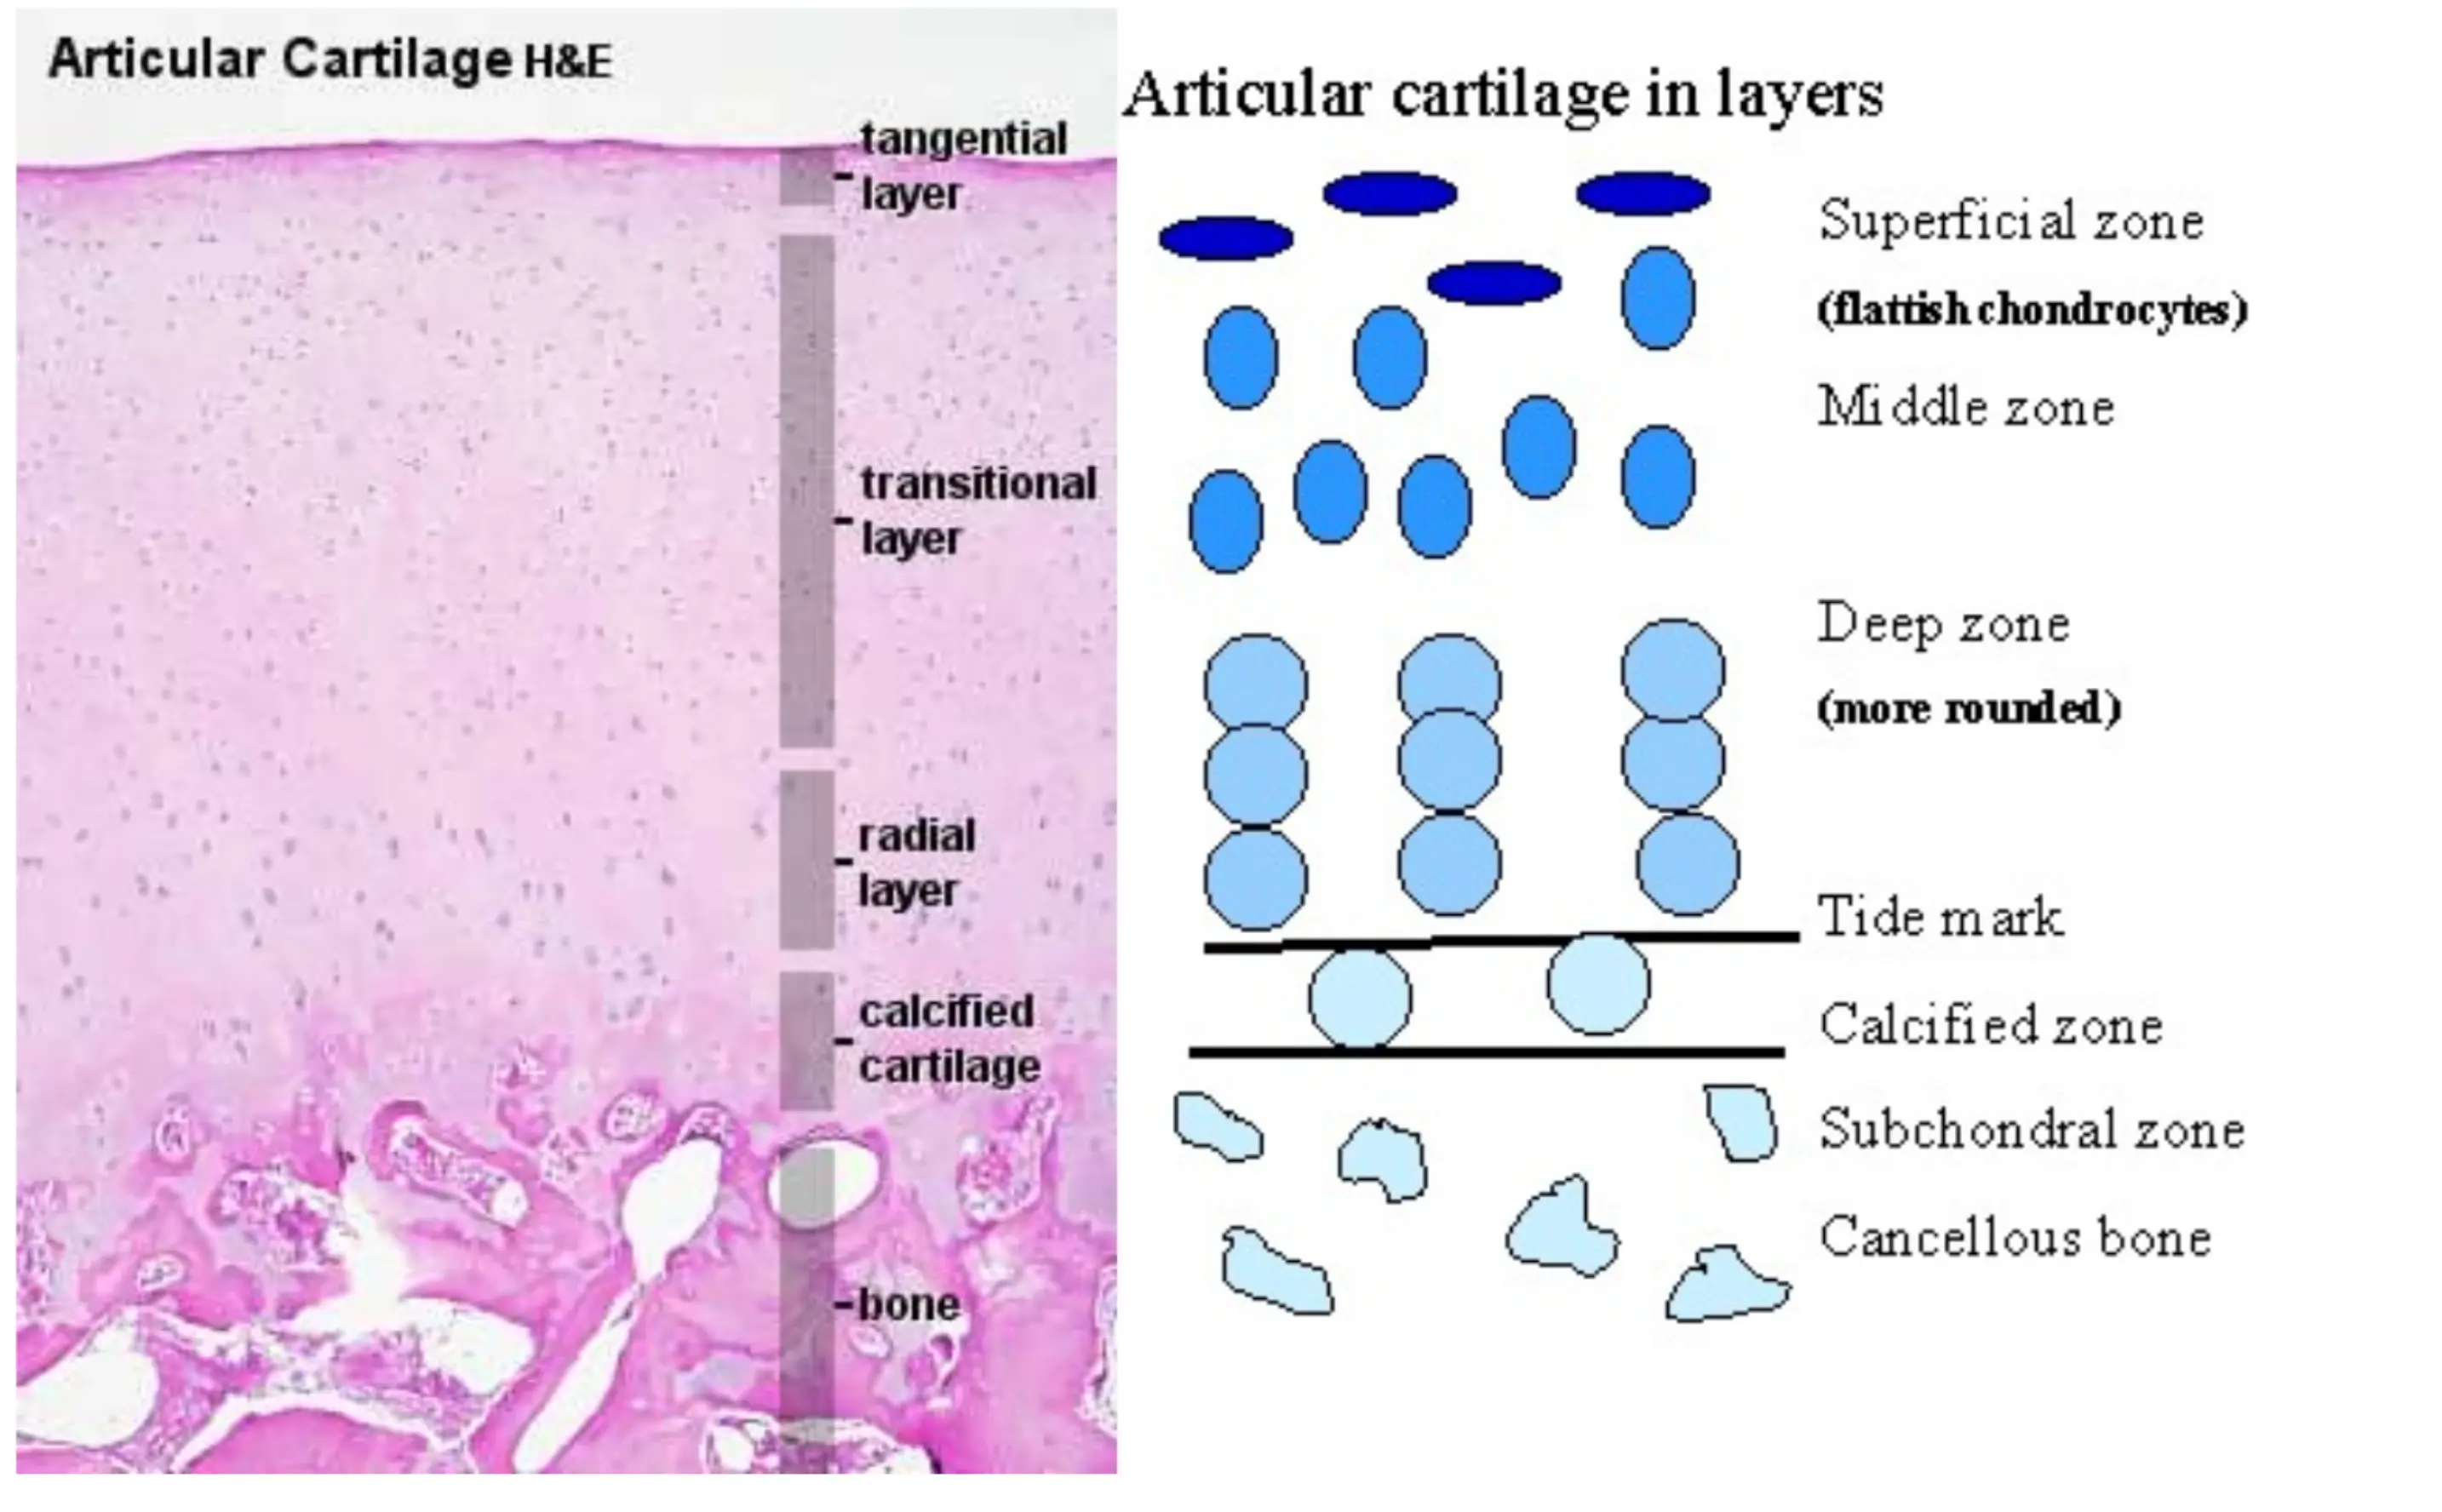 Articular Cartilage H&E
tangential
layer
transitional
layer
radial
layer
calcified
cartilage
bone
Articular cartilage in layers
Superficial zone
(flattish chondrocytes)
Middle zone
Deep zone
(more rounded)
Tide mark
Calcified zone
Subchondral zone
Cancellous bone